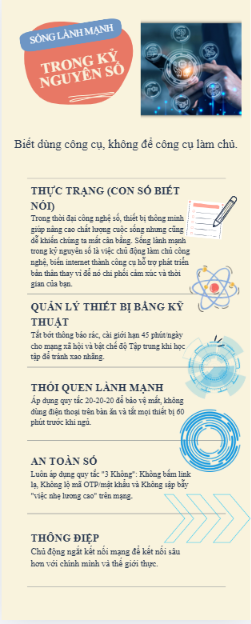 SỐNG LÀNH MẠNH
TRONG KỶ
NGUYÊN SỐ
Biết dùng công cụ, không để công cụ làm chủ.
THỰC TRẠNG (CON SỐ BIẾT
NÓI)
Trong thời đại công nghệ số, thiết bị thông minh
giúp nâng cao chất lượng cuộc sống nhưng cũng
dễ khiến chúng ta mất cân bằng. Sống lành mạnh
trong kỷ nguyên số là việc chủ động làm chủ công
nghệ, biến internet thành công cụ hỗ trợ phát triển
bản thân thay vì để nó chi phối cảm xúc và thời
gian của bạn.
QUẢN LÝ THIẾT BỊ BẰNG KỸ
THUẬT
Tắt bớt thông báo rác, cài giới hạn 45 phút/ngày
cho mạng xã hội và bật chế độ Tập trung khi học
tập để tránh xao nhãng.
THÓI QUEN LÀNH MẠNH
Áp dụng quy tắc 20-20-20 để bảo vệ mắt, không
dùng điện thoại trên bàn ăn và tắt mọi thiết bị 60
phút trước khi ngủ.
AN TOÀN SỐ
Luôn áp dụng quy tắc "3 Không": Không bấm link
lạ, Không lộ mã OTP/mật khẩu và Không sập bẫy
"việc nhẹ lương cao" trên mạng.
THÔNG ĐIỆP
Chủ động ngắt kết nối mạng để kết nối sâu
hơn với chính mình và thế giới thực.